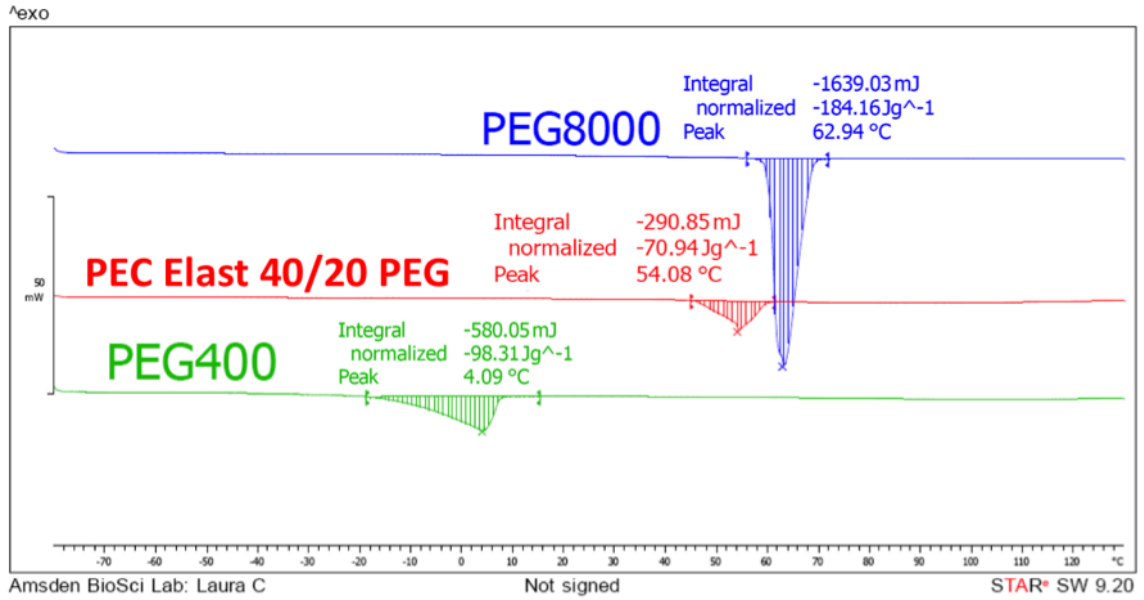 ^exo
Integral -1639.03 mJ
normalized -184.16 Jg^-1
PEG8000 Peak 62.94 °C
Integral -290.85 mJ
normalized -70.94 Jg^-1
PEC Elast 40/20 PEG Peak 54.08 °C
50
mW
Integral -580.05 mJ
normalized -98.31 Jg^-1
PEG400 Peak 4.09 °C
-70 -60 -50 -40 -30 -20 -10 0 10 20 30 40 50 60 70 80 90 100 110 120 °C
Amsden BioSci Lab: Laura C Not signed STARe SW 9.20